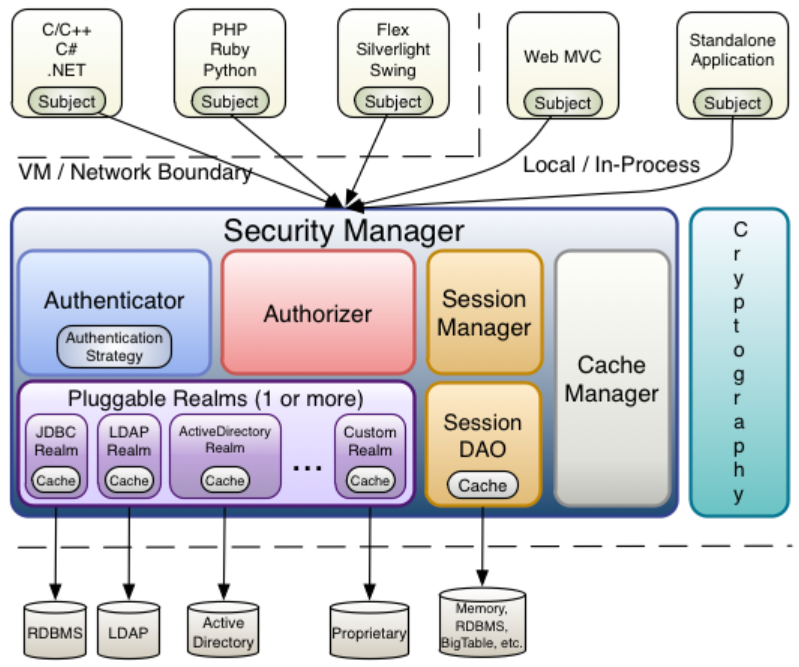 C/C++
C#
.NET
Subject
PHP
Ruby
Python
Subject
Flex
Silverlight
Swing
Subject
Web MVC
Subject
Standalone
Application
Subject
VM / Network Boundary
Local / In-Process
Security Manager
Authenticator
Authentication
Strategy
Authorizer
Session
Manager
Cache
Manager
Cryptography
Pluggable Realms (1 or more)
JDBC
Realm
Cache
LDAP
Realm
Cache
ActiveDirectory
Realm
Cache
...
Custom
Realm
Cache
Session
DAO
Cache
RDBMS
LDAP
Active
Directory
Proprietary
Memory,
RDBMS,
BigTable, etc.